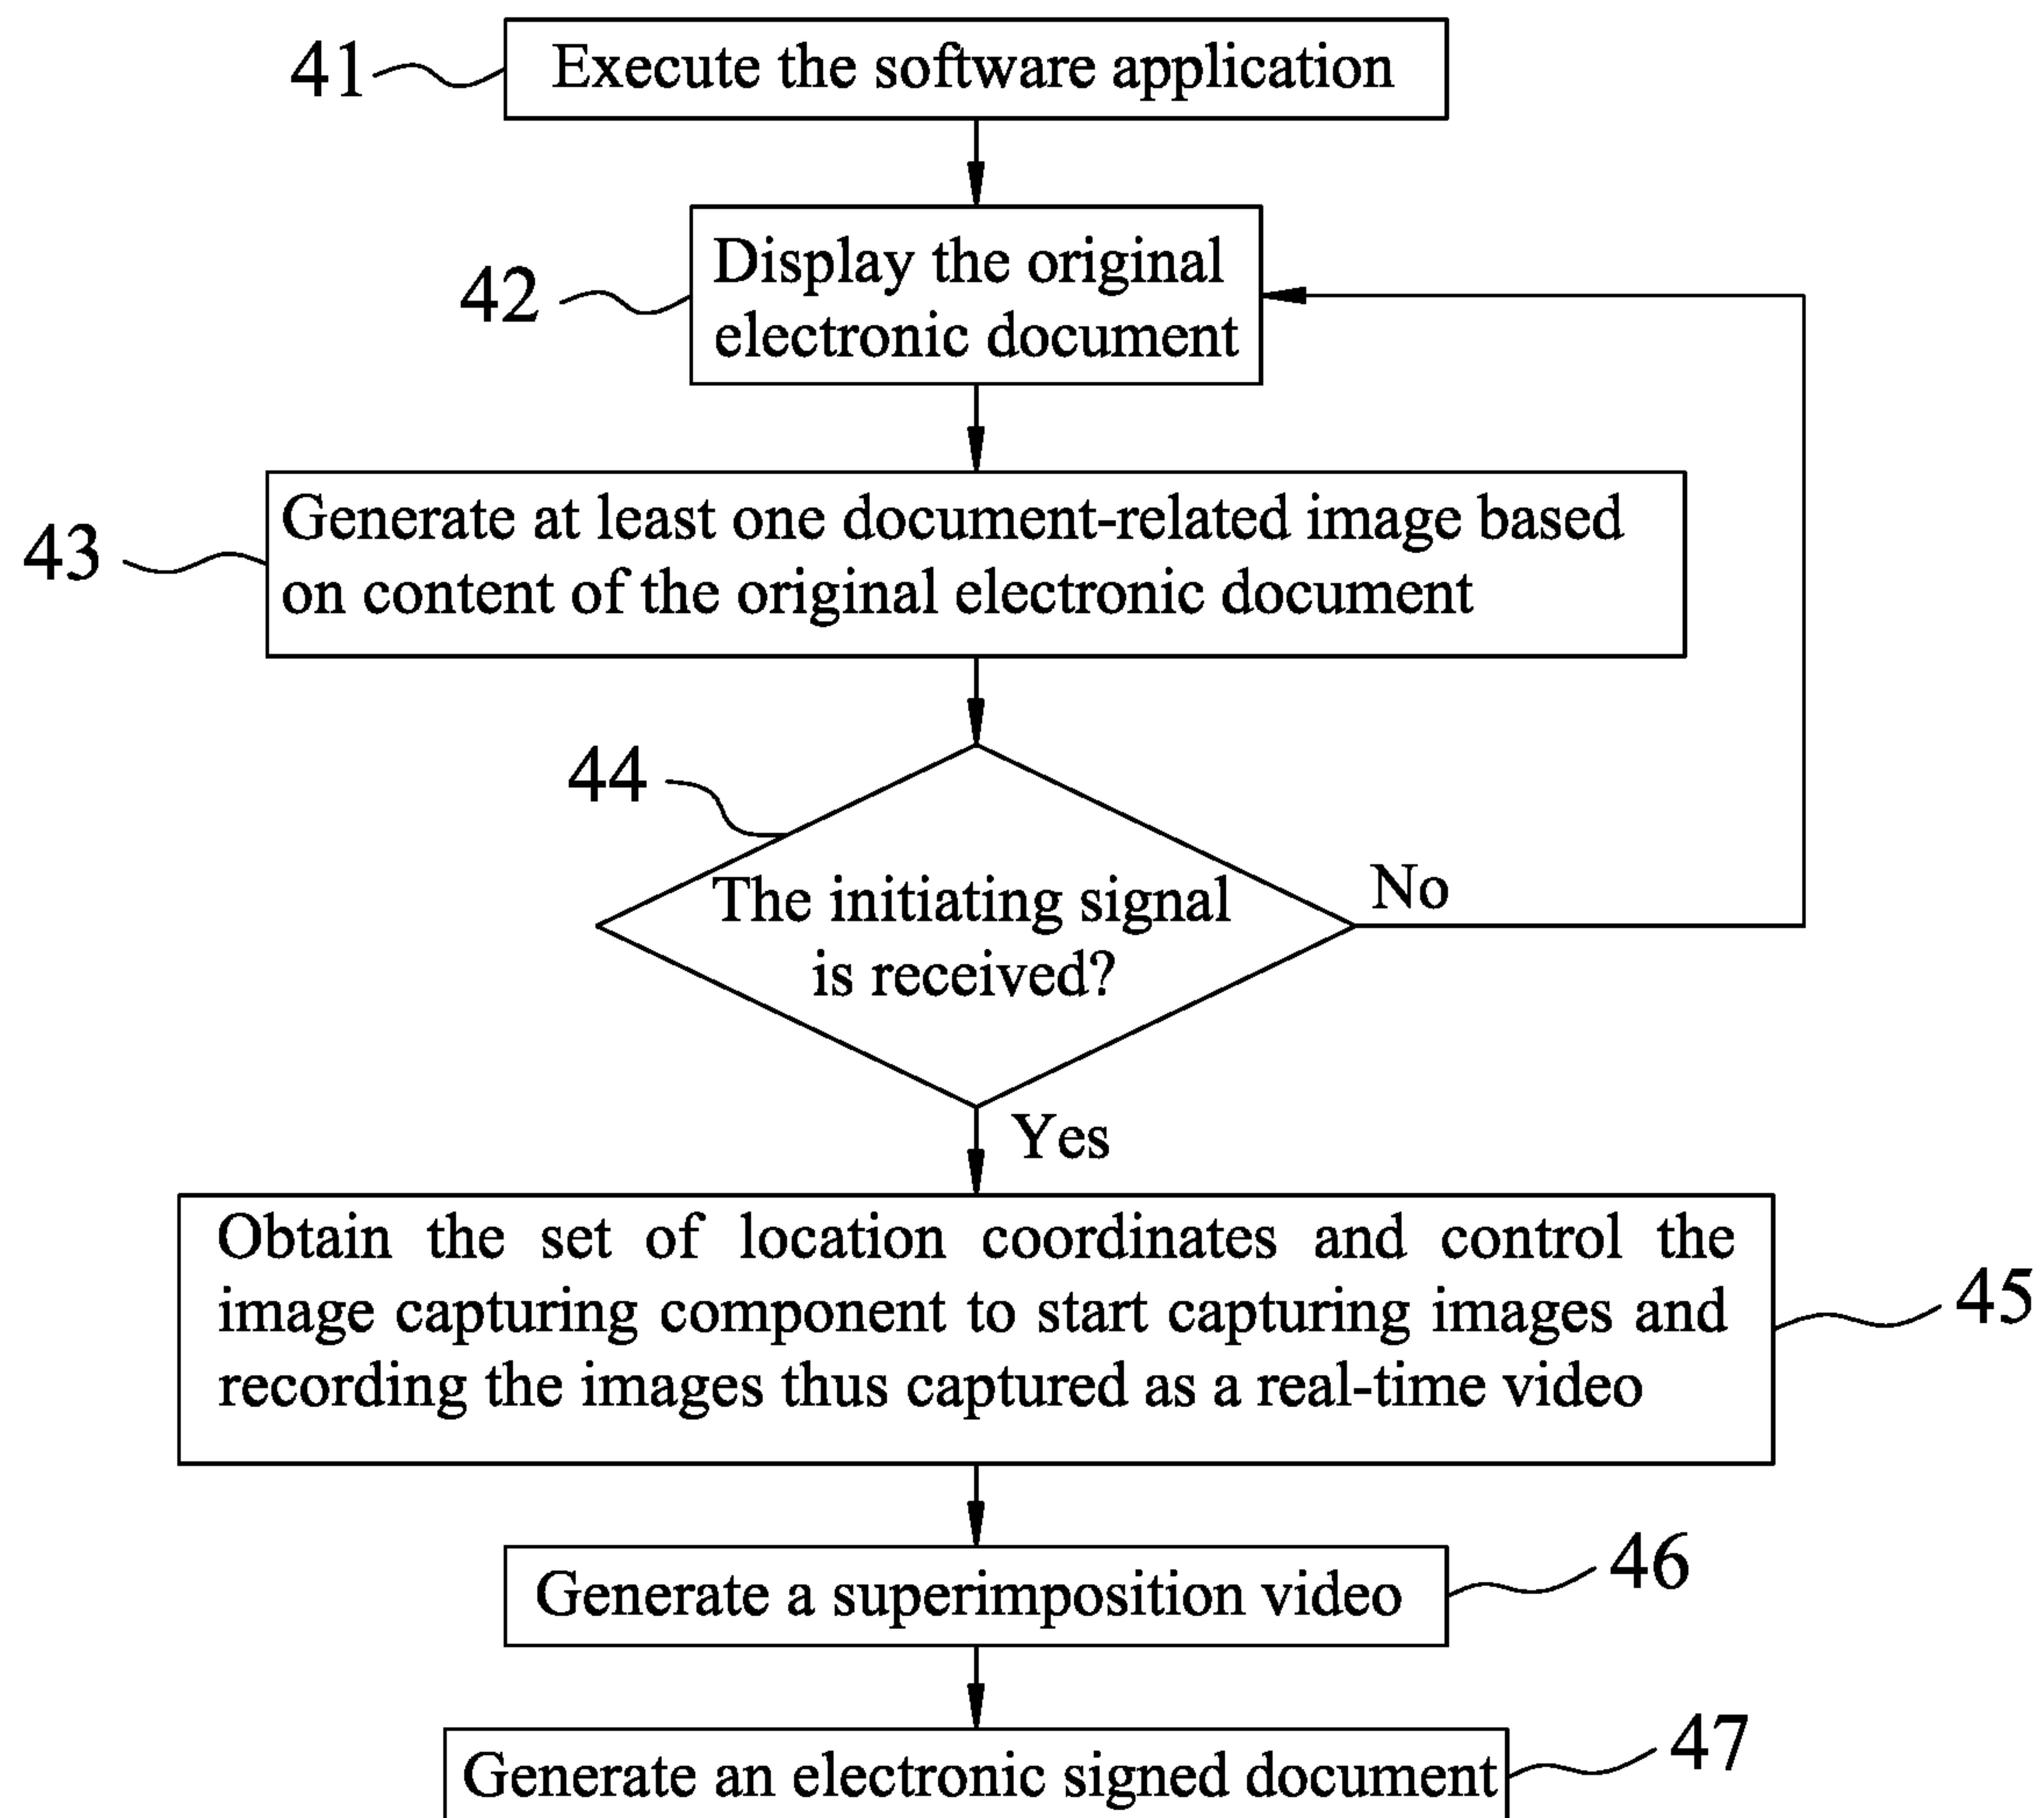 41
Execute the software application
42
Display the original
electronic document
43
Generate at least one document-related image based
on content of the original electronic document
44
The initiating signal
is received?
No
Yes
Obtain the set of location coordinates and control the
image capturing component to start capturing images and
recording the images thus captured as a real-time video
45
Generate a superimposition video
46
Generate an electronic signed document
47